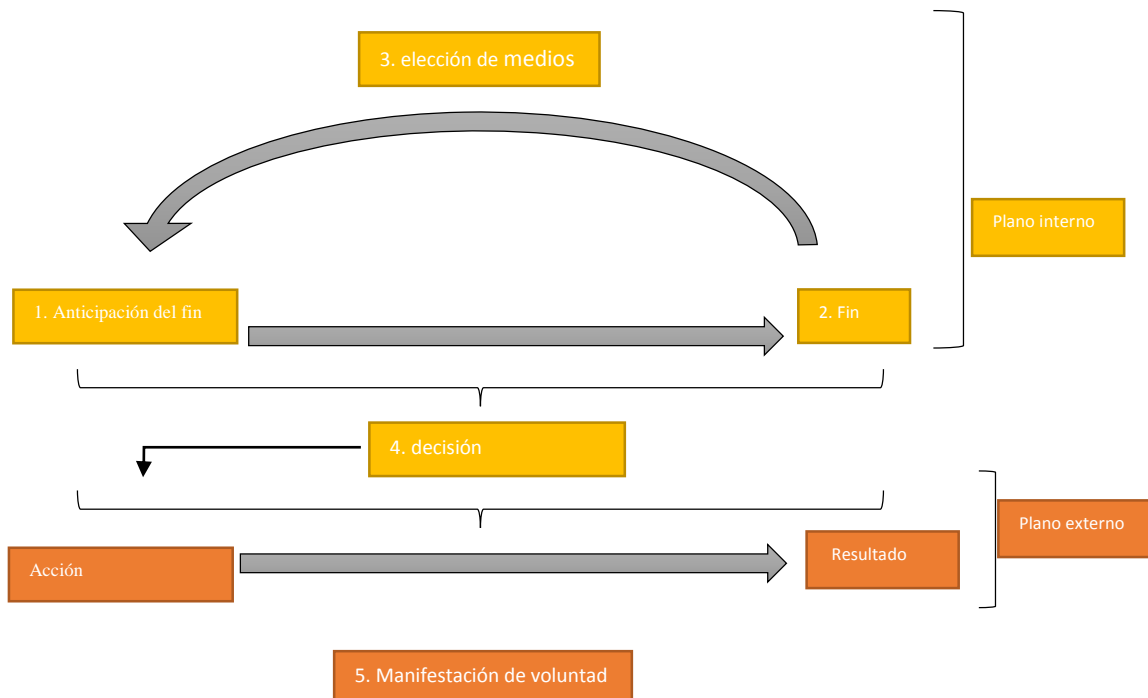 3. elección de medios
Plano interno
1. Anticipación del fin
2. Fin
4. decisión
Plano externo
Acción
Resultado
5. Manifestación de voluntad